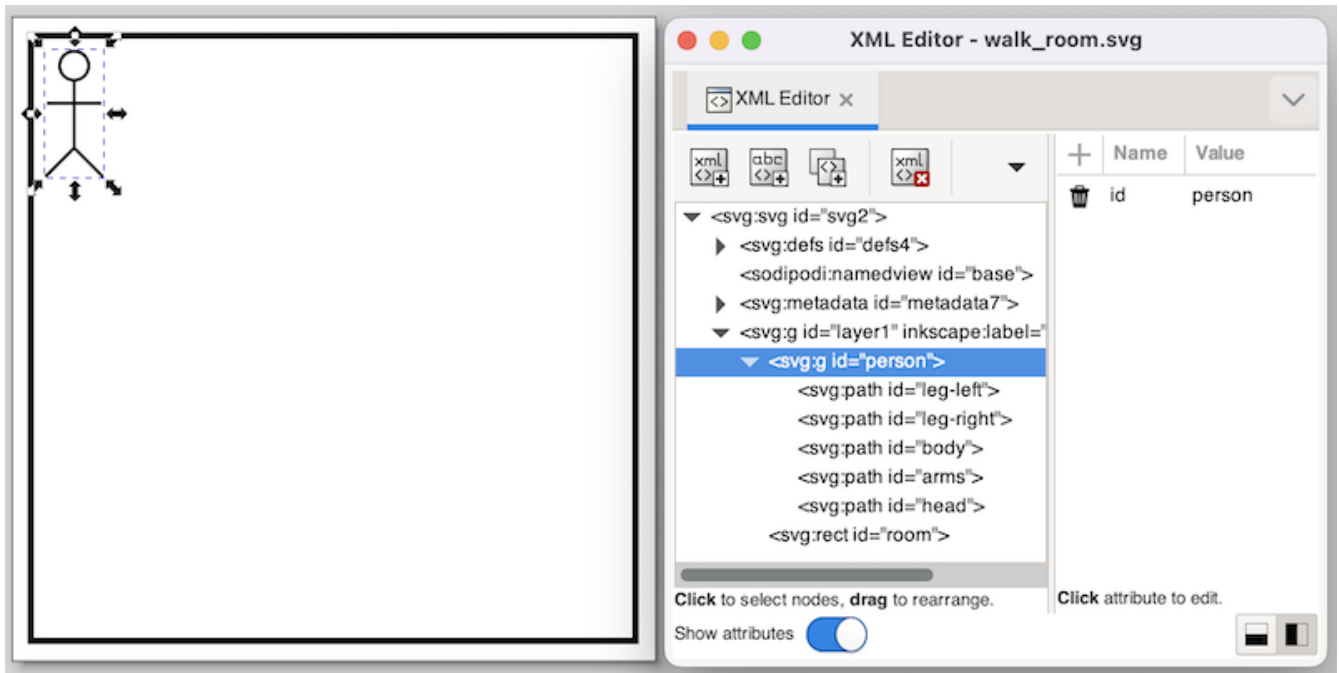 XML Editor - walk_room.svg
XML Editor
xml
abc
xml
Name Value
id person
<svg:svg id="svg2">
<svg:defs id="defs4">
<sodipodi:namedview id="base">
<svg:metadata id="metadata7">
<svg:g id="layer1" inkscape:label="
<svg:g id="person">
<svg:path id="leg-left">
<svg:path id="leg-right">
<svg:path id="body">
<svg:path id="arms">
<svg:path id="head">
<svg:rect id="room">
Click to select nodes, drag to rearrange.
Click attribute to edit.
Show attributes